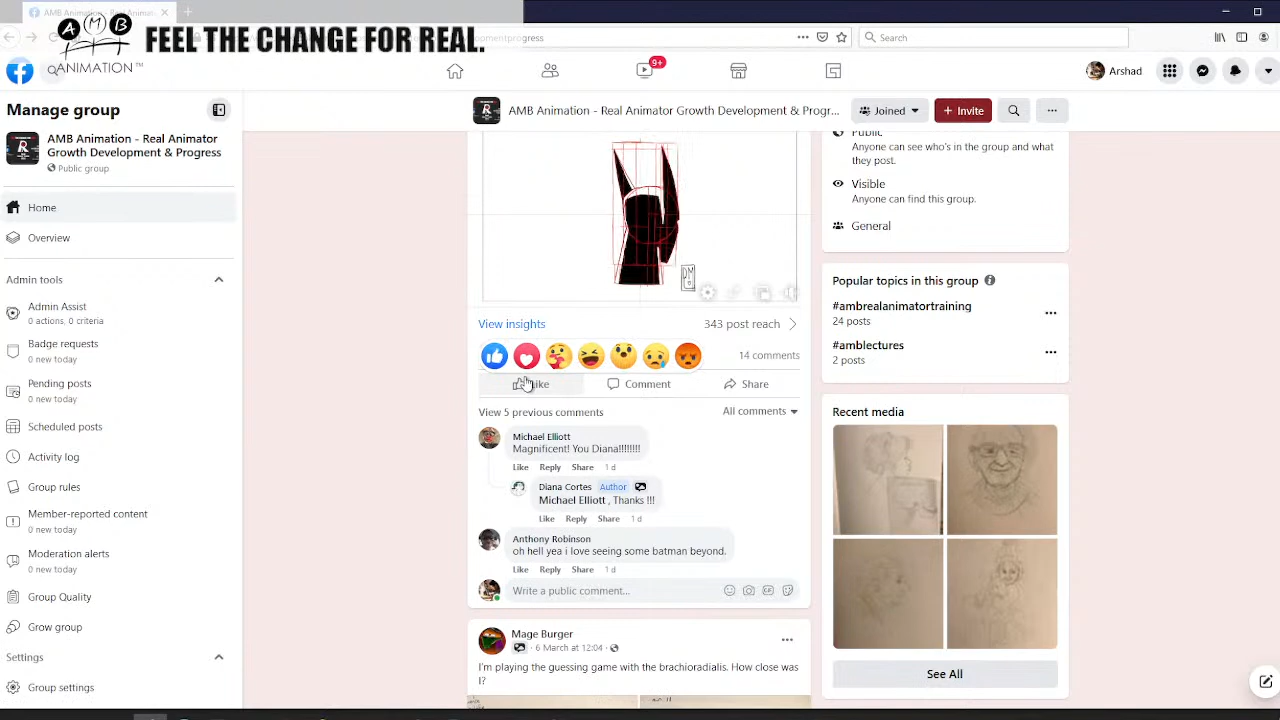 AMB Animation - Real Animat
A M B
ANIMATION™
FEEL THE CHANGE FOR REAL.
Search
9+
Arshad
Manage group
AMB Animation - Real Animator
Growth Development & Progress
Public group
Home
Overview
Admin tools
Admin Assist
0 actions, 0 criteria
Badge requests
0 new today
Pending posts
0 new today
Scheduled posts
Activity log
Group rules
Member-reported content
0 new today
Moderation alerts
0 new today
Group Quality
Grow group
Settings
Group settings
AMB Animation - Real Animator Growth Development & Progr...
Joined
+ Invite
View insights
343 post reach
14 comments
Like
Comment
Share
View 5 previous comments
All comments
Michael Elliott
Magnificent! You Diana!!!!!!!!
Like Reply Share 1 d
Diana Cortes Author
Michael Elliott , Thanks !!!
Like Reply Share 1 d
Anthony Robinson
oh hell yea i love seeing some batman beyond.
Like Reply Share 1 d
Write a public comment...
Mage Burger
· 6 March at 12:04 ·
I'm playing the guessing game with the brachioradialis. How close was
I?
Public
Anyone can see who's in the group and what
they post.
Visible
Anyone can find this group.
General
Popular topics in this group
#ambrealanimatortraining
24 posts
#amblectures
2 posts
Recent media
See All